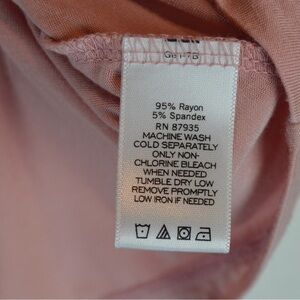 95% Rayon
5% Spandex
RN 87935
MACHINE WASH
COLD SEPARATELY
ONLY NON-
CHLORINE BLEACH
WHEN NEEDED
TUMBLE DRY LOW
REMOVE PROMPTLY
LOW IRON IF NEEDED